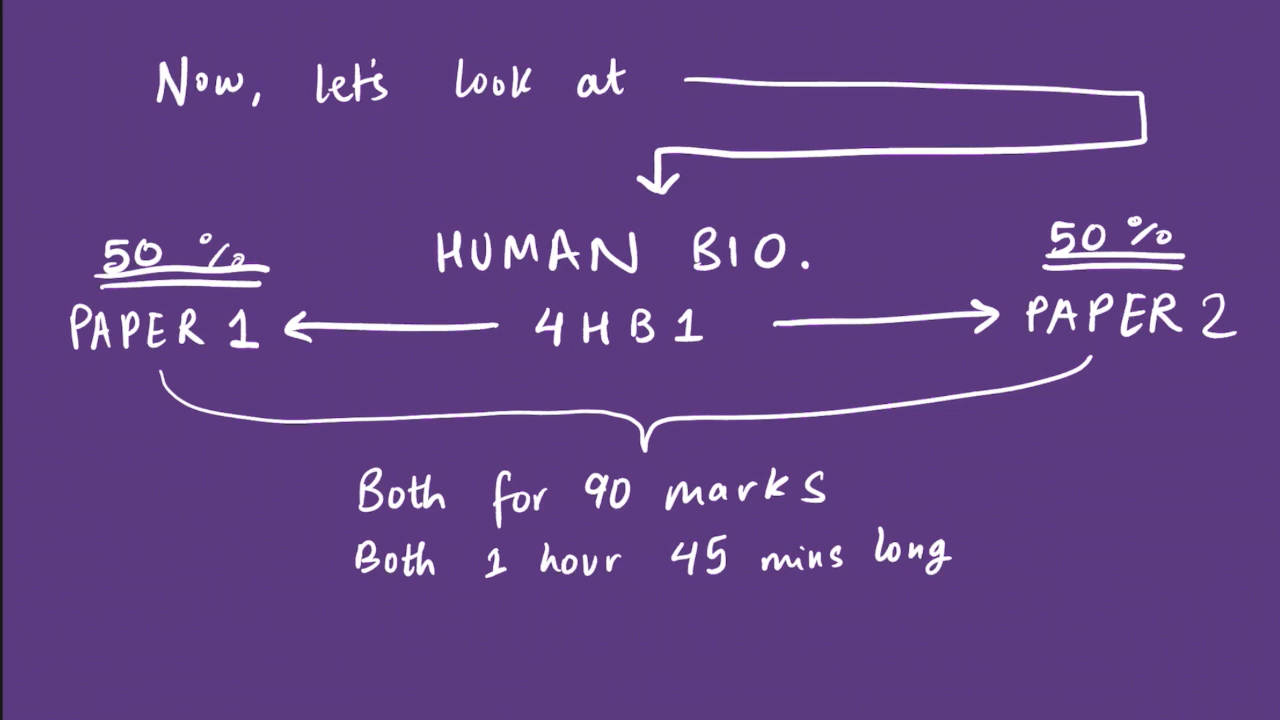 Now, let's look at
HUMAN BIO.
50 %
50 %
PAPER 1
4HB1
PAPER 2
Both for 90 marks
Both 1 hour 45 mins long